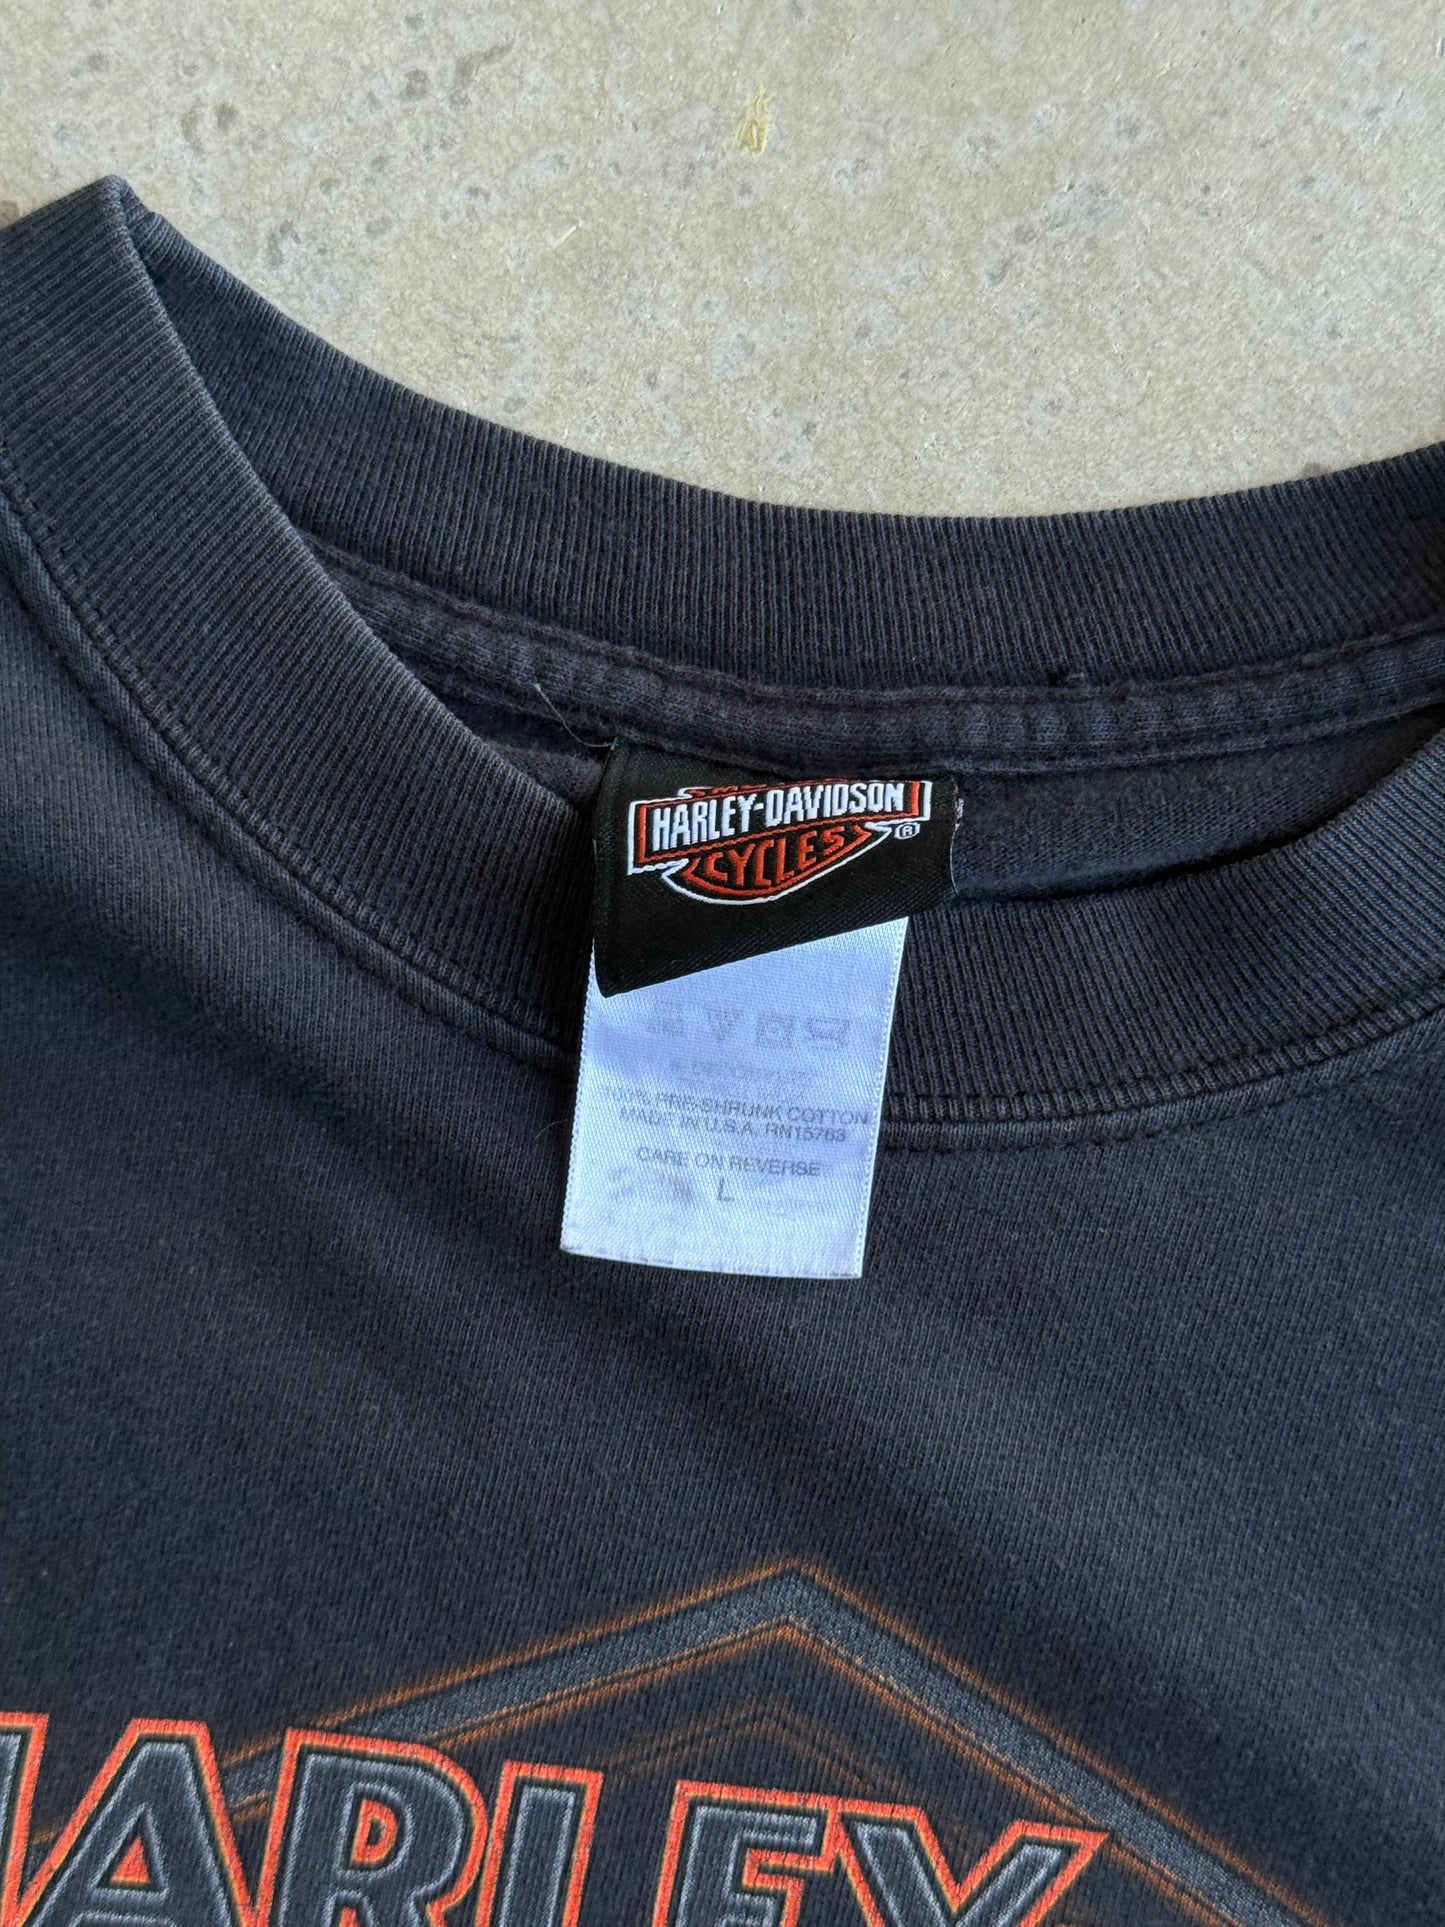 HARLEY-DAVIDSON
CYCLES®
100% PRE-SHRUNK COTTON
MADE IN U.S.A. RN15763
CARE ON REVERSE
L
HARLEY